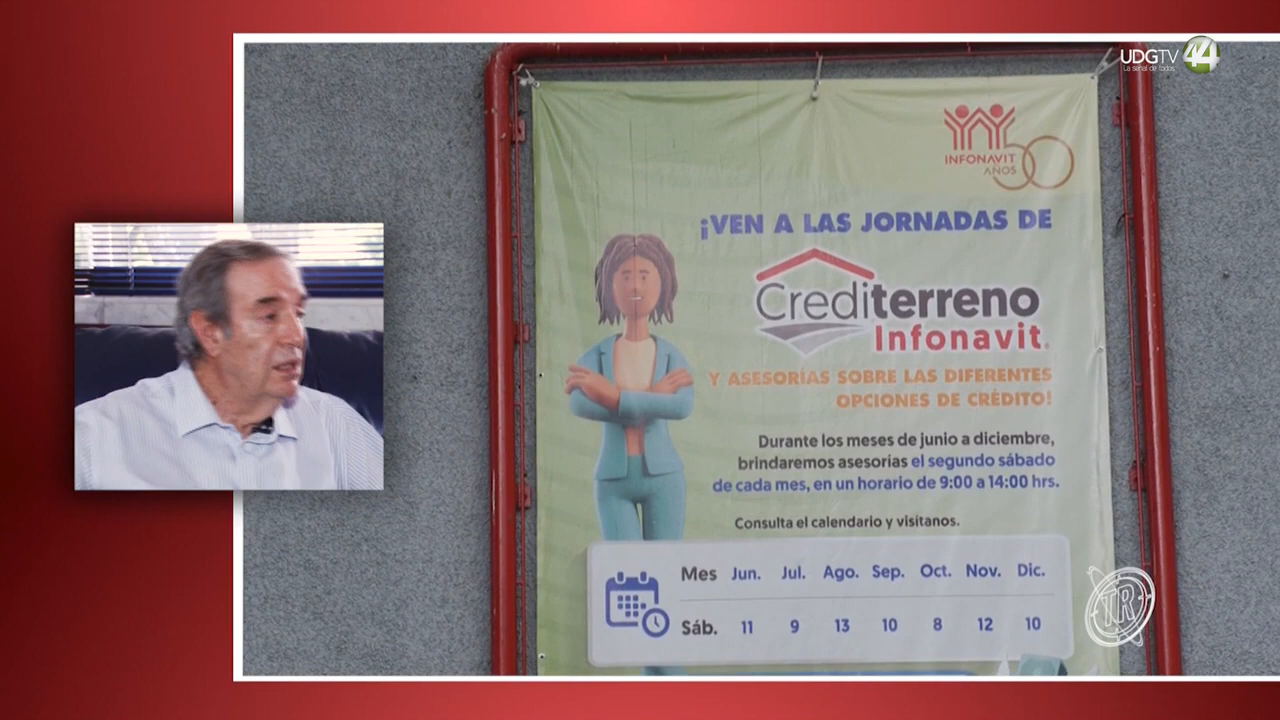 UDGTV 44
La señal de todos
INFONAVIT
50 AÑOS
¡VEN A LAS JORNADAS DE
Crediterreno
Infonavit.
Y ASESORÍAS SOBRE LAS DIFERENTES
OPCIONES DE CRÉDITO!
Durante los meses de junio a diciembre,
brindaremos asesorías el segundo sábado
de cada mes, en un horario de 9:00 a 14:00 hrs.
Consulta el calendario y visítanos.
Mes Jun. Jul. Ago. Sep. Oct. Nov. Dic.
Sáb. 11 9 13 10 8 12 10
TR